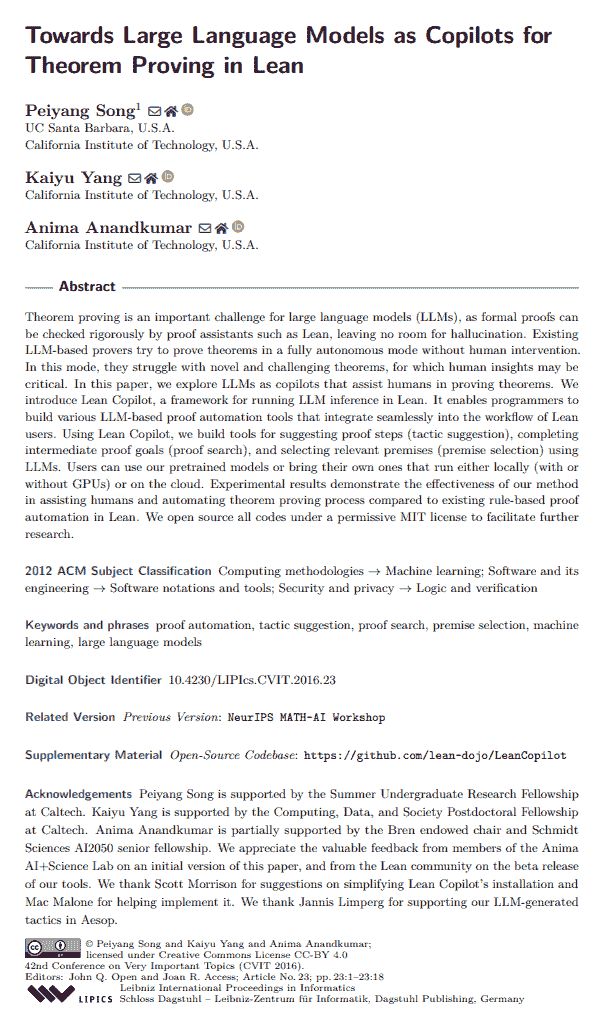 Towards Large Language Models as Copilots for
Theorem Proving in Lean
Peiyang Song¹
UC Santa Barbara, U.S.A.
California Institute of Technology, U.S.A.
Kaiyu Yang
California Institute of Technology, U.S.A.
Anima Anandkumar
California Institute of Technology, U.S.A.
Abstract
Theorem proving is an important challenge for large language models (LLMs), as formal proofs can
be checked rigorously by proof assistants such as Lean, leaving no room for hallucination. Existing
LLM-based provers try to prove theorems in a fully autonomous mode without human intervention.
In this mode, they struggle with novel and challenging theorems, for which human insights may be
critical. In this paper, we explore LLMs as copilots that assist humans in proving theorems. We
introduce Lean Copilot, a framework for running LLM inference in Lean. It enables programmers to
build various LLM-based proof automation tools that integrate seamlessly into the workflow of Lean
users. Using Lean Copilot, we build tools for suggesting proof steps (tactic suggestion), completing
intermediate proof goals (proof search), and selecting relevant premises (premise selection) using
LLMs. Users can use our pretrained models or bring their own ones that run either locally (with or
without GPUs) or on the cloud. Experimental results demonstrate the effectiveness of our method
in assisting humans and automating theorem proving process compared to existing rule-based proof
automation in Lean. We open source all codes under a permissive MIT license to facilitate further
research.
2012 ACM Subject Classification Computing methodologies → Machine learning; Software and its
engineering → Software notations and tools; Security and privacy → Logic and verification
Keywords and phrases proof automation, tactic suggestion, proof search, premise selection, machine
learning, large language models
Digital Object Identifier 10.4230/LIPIcs.CVIT.2016.23
Related Version Previous Version: NeurIPS MATH-AI Workshop
Supplementary Material Open-Source Codebase: https://github.com/lean-dojo/LeanCopilot
Acknowledgements Peiyang Song is supported by the Summer Undergraduate Research Fellowship
at Caltech. Kaiyu Yang is supported by the Computing, Data, and Society Postdoctoral Fellowship
at Caltech. Anima Anandkumar is partially supported by the Bren endowed chair and Schmidt
Sciences AI2050 senior fellowship. We appreciate the valuable feedback from members of the Anima
AI+Science Lab on an initial version of this paper, and from the Lean community on the beta release
of our tools. We thank Scott Morrison for suggestions on simplifying Lean Copilot's installation and
Mac Malone for helping implement it. We thank Jannis Limperg for supporting our LLM-generated
tactics in Aesop.
© Peiyang Song and Kaiyu Yang and Anima Anandkumar;
licensed under Creative Commons License CC-BY 4.0
42nd Conference on Very Important Topics (CVIT 2016).
Editors: John Q. Open and Joan R. Access; Article No. 23; pp. 23:1–23:18
Leibniz International Proceedings in Informatics
LIPICS Schloss Dagstuhl – Leibniz-Zentrum für Informatik, Dagstuhl Publishing, Germany